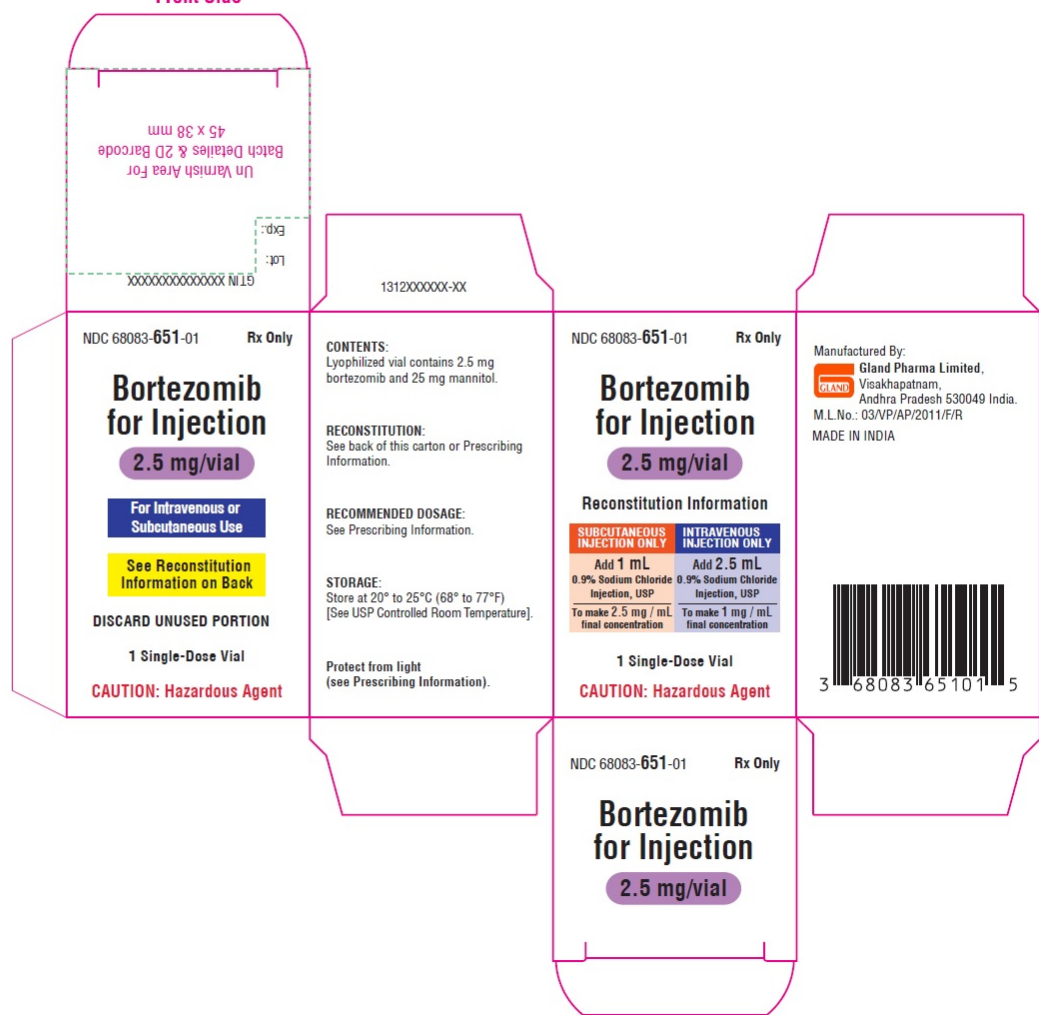 Un Varnish Area For
Batch Detailes & 2D Barcode
45 x 38 mm
Lot:
Exp.:
GTIN XXXXXXXXXXXXXX
1312XXXXXX-XX
NDC 68083-651-01 Rx Only
Bortezomib
for Injection
2.5 mg/vial
For Intravenous or
Subcutaneous Use
See Reconstitution
Information on Back
DISCARD UNUSED PORTION
1 Single-Dose Vial
CAUTION: Hazardous Agent
CONTENTS:
Lyophilized vial contains 2.5 mg
bortezomib and 25 mg mannitol.
RECONSTITUTION:
See back of this carton or Prescribing
Information.
RECOMMENDED DOSAGE:
See Prescribing Information.
STORAGE:
Store at 20° to 25°C (68° to 77°F)
[See USP Controlled Room Temperature].
Protect from light
(see Prescribing Information).
NDC 68083-651-01 Rx Only
Bortezomib
for Injection
2.5 mg/vial
Reconstitution Information
SUBCUTANEOUS
INJECTION ONLY
Add 1 mL
0.9% Sodium Chloride
Injection, USP
To make 2.5 mg / mL
final concentration
INTRAVENOUS
INJECTION ONLY
Add 2.5 mL
0.9% Sodium Chloride
Injection, USP
To make 1 mg / mL
final concentration
1 Single-Dose Vial
CAUTION: Hazardous Agent
Manufactured By:
GLAND
Gland Pharma Limited,
Visakhapatnam,
Andhra Pradesh 530049 India.
M.L.No.: 03/VP/AP/2011/F/R
MADE IN INDIA
3 68083 65101 5
NDC 68083-651-01 Rx Only
Bortezomib
for Injection
2.5 mg/vial